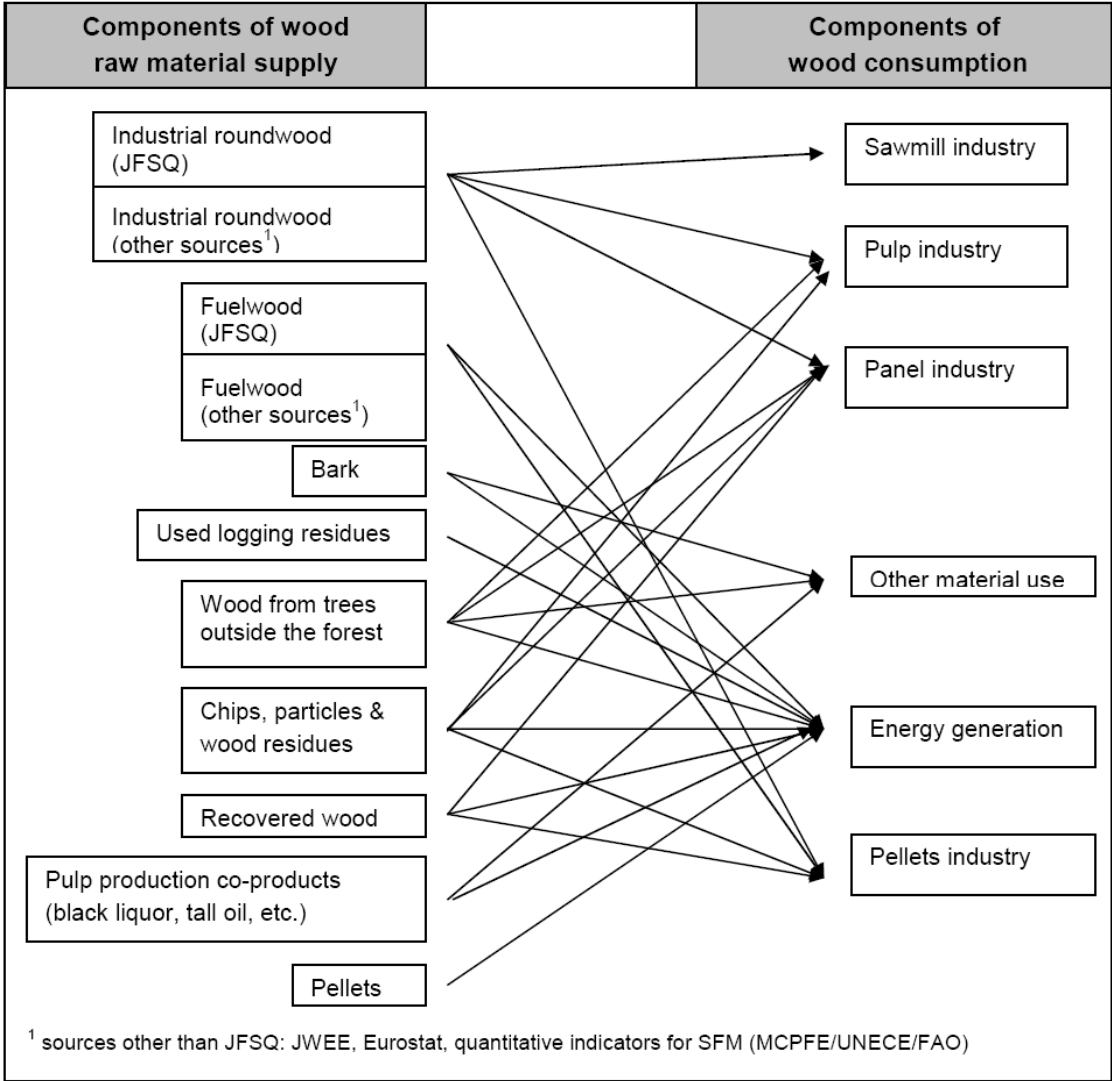 Components of wood
raw material supply
Components of
wood consumption
Industrial roundwood
(JFSQ)
Industrial roundwood
(other sources¹)
Fuelwood
(JFSQ)
Fuelwood
(other sources¹)
Bark
Used logging residues
Wood from trees
outside the forest
Chips, particles &
wood residues
Recovered wood
Pulp production co-products
(black liquor, tall oil, etc.)
Pellets
Sawmill industry
Pulp industry
Panel industry
Other material use
Energy generation
Pellets industry
¹ sources other than JFSQ: JWEE, Eurostat, quantitative indicators for SFM (MCPFE/UNECE/FAO)